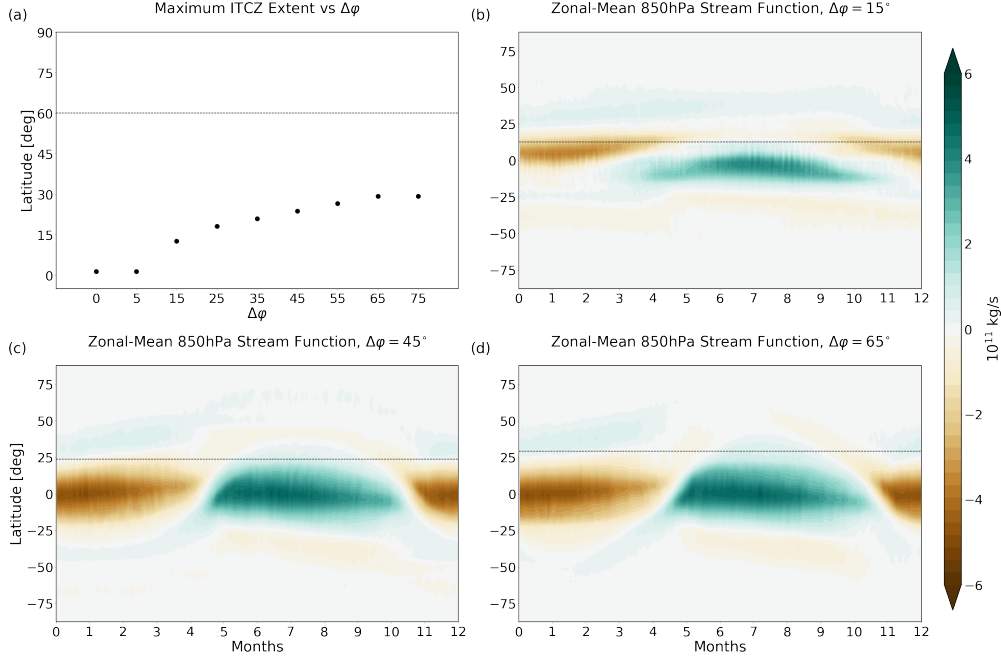 (a)
Maximum ITCZ Extent vs Δφ
90
75
60
45
30
15
0
Latitude [deg]
0 5 15 25 35 45 55 65 75
Δφ
(b)
Zonal-Mean 850hPa Stream Function, Δφ = 15°
75
50
25
0
−25
−50
−75
0 1 2 3 4 5 6 7 8 9 10 11 12
(c)
Zonal-Mean 850hPa Stream Function, Δφ = 45°
75
50
25
0
−25
−50
−75
Latitude [deg]
0 1 2 3 4 5 6 7 8 9 10 11 12
Months
(d)
Zonal-Mean 850hPa Stream Function, Δφ = 65°
75
50
25
0
−25
−50
−75
0 1 2 3 4 5 6 7 8 9 10 11 12
Months
6
4
2
0
−2
−4
−6
10¹¹ kg/s